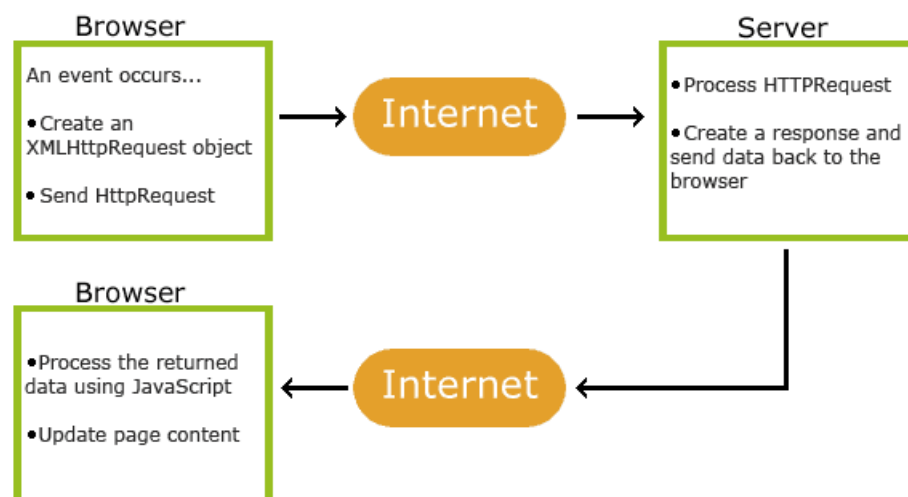 Browser
An event occurs...
•Create an
XMLHttpRequest object
•Send HttpRequest
Internet
Server
•Process HTTPRequest
•Create a response and
send data back to the
browser
Browser
•Process the returned
data using JavaScript
•Update page content
Internet